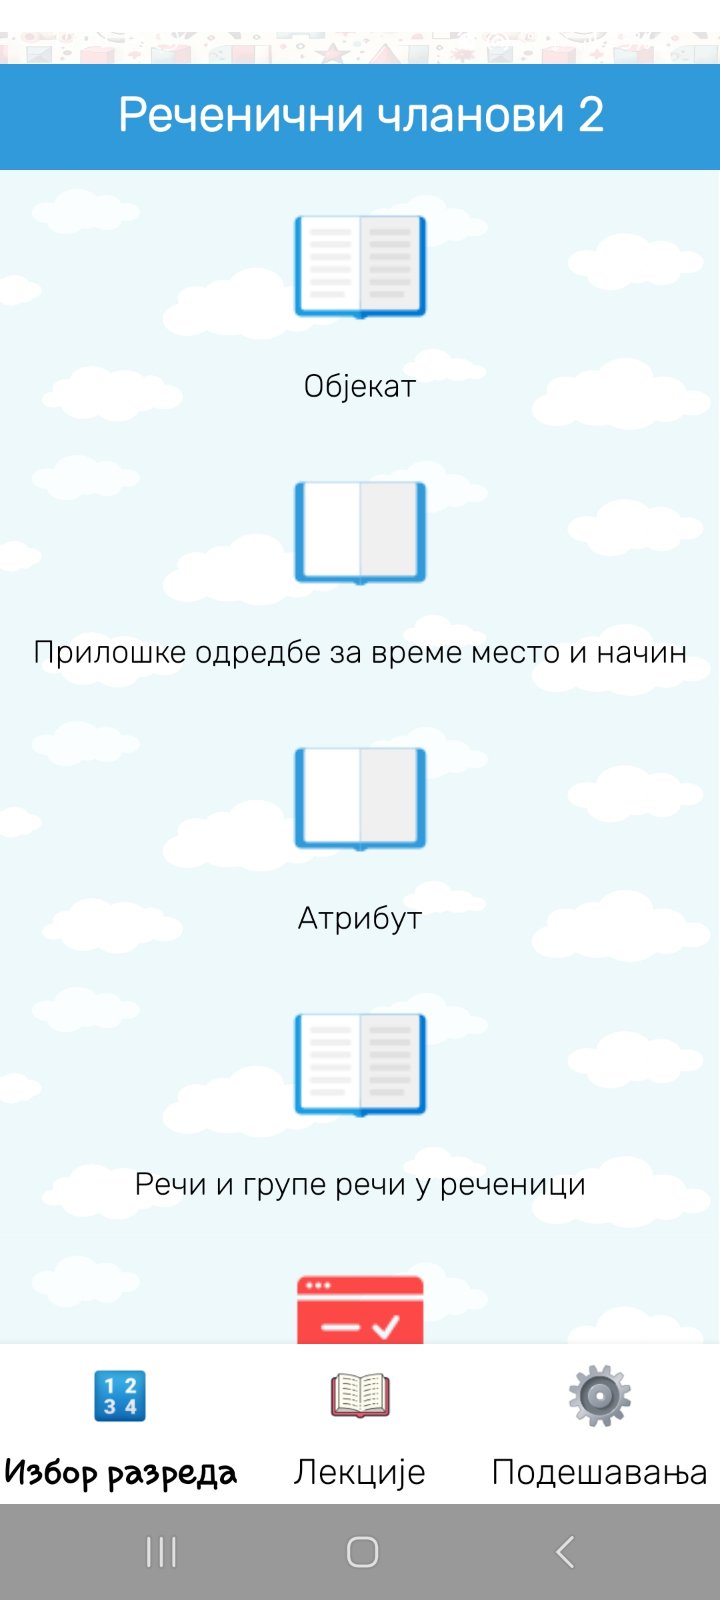 Реченични чланови 2
Објекат
Прилошке одредбе за време место и начин
Атрибут
Речи и групе речи у реченици
1 2
3 4
Избор разреда
Лекције
Подешавања